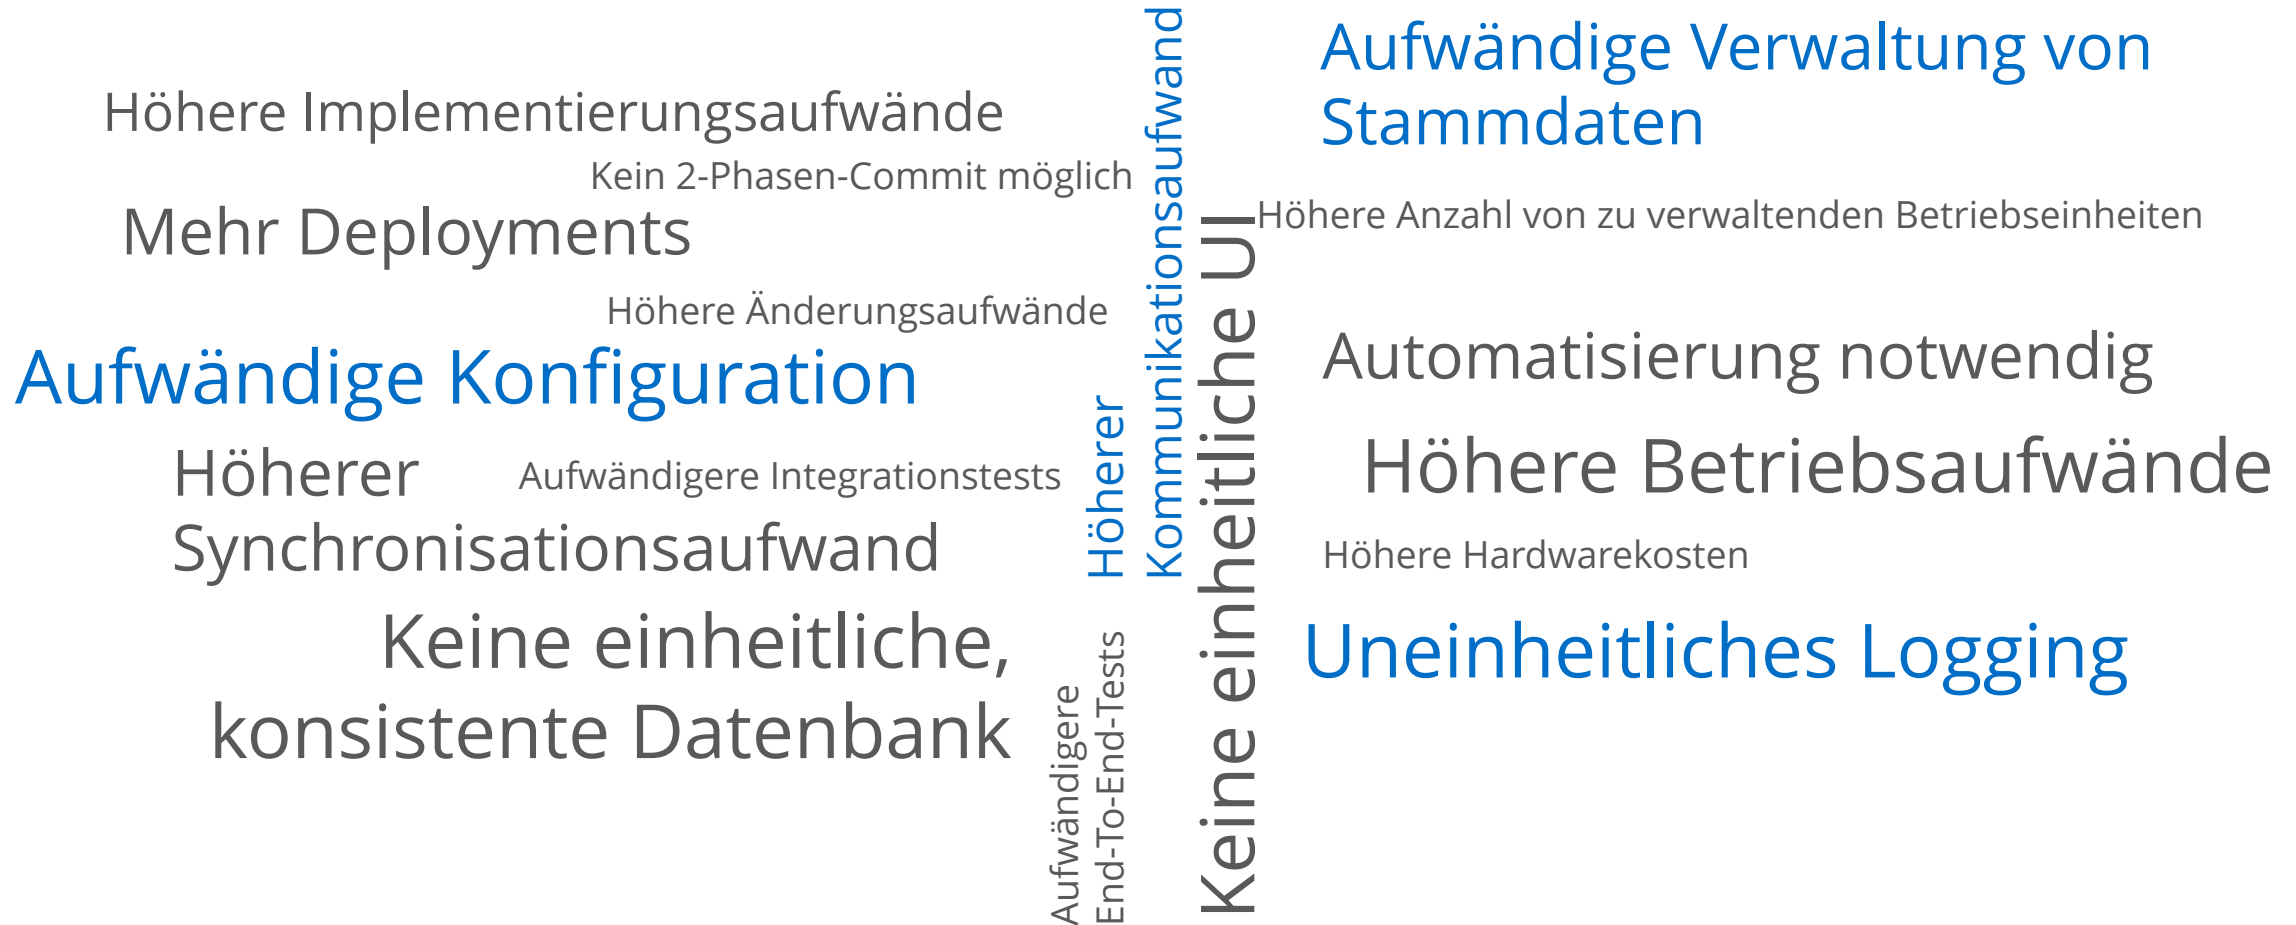 Höhere Implementierungsaufwände
Kein 2-Phasen-Commit möglich
Mehr Deployments
Höhere Änderungsaufwände
Aufwändige Konfiguration
Höherer
Synchronisationsaufwand
Aufwändigere Integrationstests
Keine einheitliche,
konsistente Datenbank
Aufwändigere
End-To-End-Tests
Höherer
Kommunikationsaufwand
Keine einheitliche UI
Aufwändige Verwaltung von
Stammdaten
Höhere Anzahl von zu verwaltenden Betriebseinheiten
Automatisierung notwendig
Höhere Betriebsaufwände
Höhere Hardwarekosten
Uneinheitliches Logging